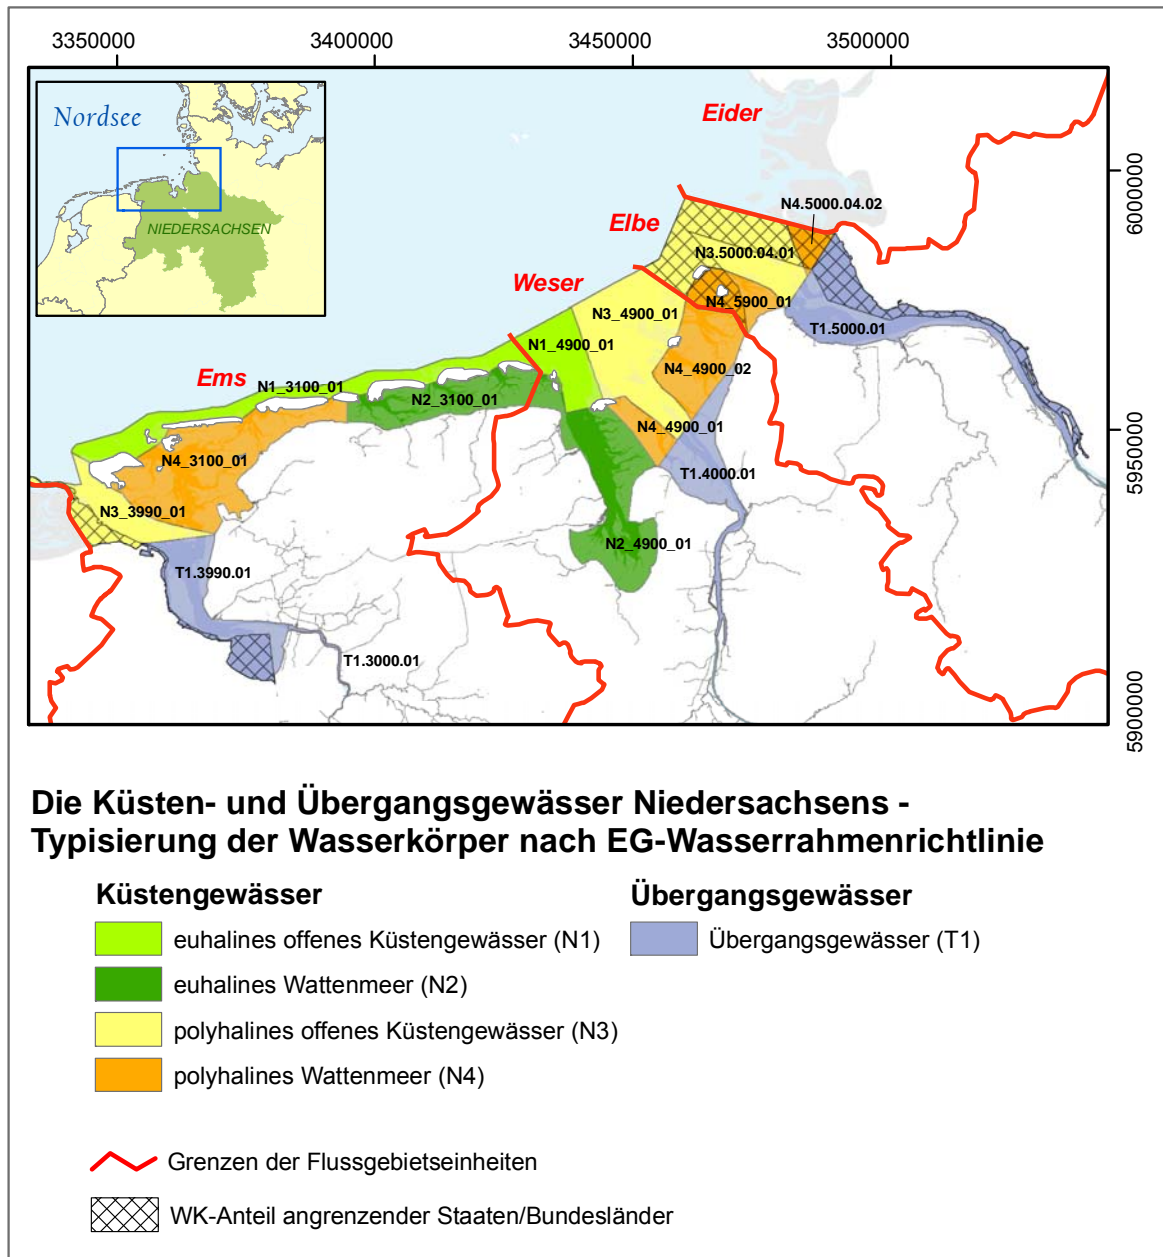 3350000
3400000
3450000
3500000
Nordsee
NIEDERSACHSEN
Eider
6000000
N4.5000.04.02
Elbe
N3.5000.04.01
Weser
N4_5900_01
N3_4900_01
T1.5000.01
N1_4900_01
N4_4900_02
Ems
N1_3100_01
N2_3100_01
N4_4900_01
5950000
N4_3100_01
T1.4000.01
N3_3990_01
N2_4900_01
T1.3990.01
T1.3000.01
5900000
Die Küsten- und Übergangsgewässer Niedersachsens -
Typisierung der Wasserkörper nach EG-Wasserrahmenrichtlinie
Küstengewässer
Übergangsgewässer
euhalines offenes Küstengewässer (N1)
Übergangsgewässer (T1)
euhalines Wattenmeer (N2)
polyhalines offenes Küstengewässer (N3)
polyhalines Wattenmeer (N4)
Grenzen der Flussgebietseinheiten
WK-Anteil angrenzender Staaten/Bundesländer